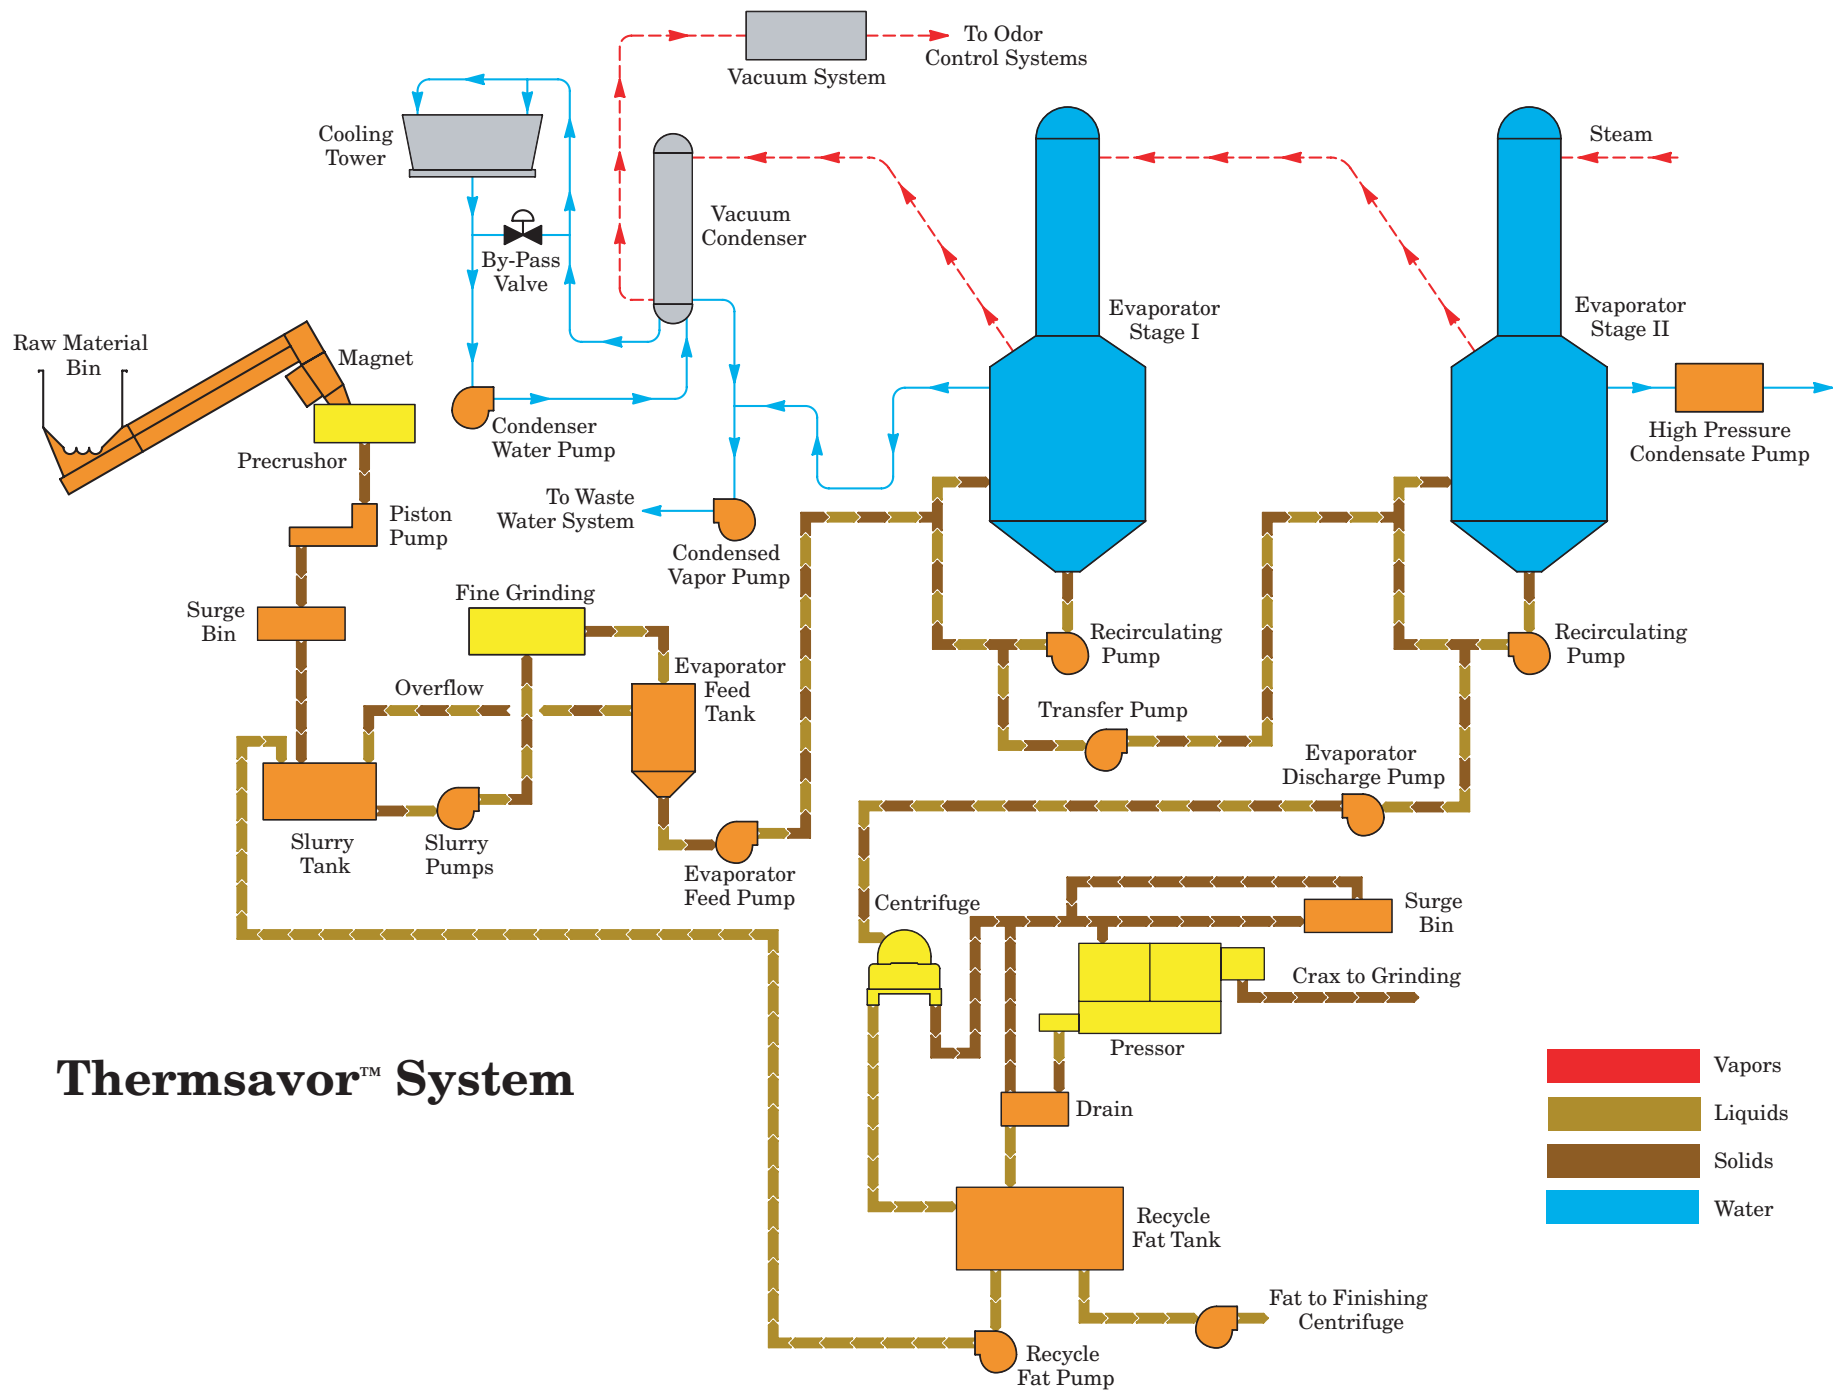 To Odor
Control Systems
Vacuum System
Cooling
Tower
Steam
Vacuum
Condenser
By-Pass
Valve
Evaporator
Stage I
Evaporator
Stage II
Raw Material
Bin
Magnet
Condenser
Water Pump
High Pressure
Condensate Pump
Precrushor
To Waste
Water System
Piston
Pump
Condensed
Vapor Pump
Fine Grinding
Surge
Bin
Recirculating
Pump
Recirculating
Pump
Evaporator
Feed
Tank
Overflow
Transfer Pump
Evaporator
Discharge Pump
Slurry
Tank
Slurry
Pumps
Evaporator
Feed Pump
Centrifuge
Surge
Bin
Crax to Grinding
Pressor
Thermsavor™ System
Drain
Vapors
Liquids
Solids
Water
Recycle
Fat Tank
Fat to Finishing
Centrifuge
Recycle
Fat Pump